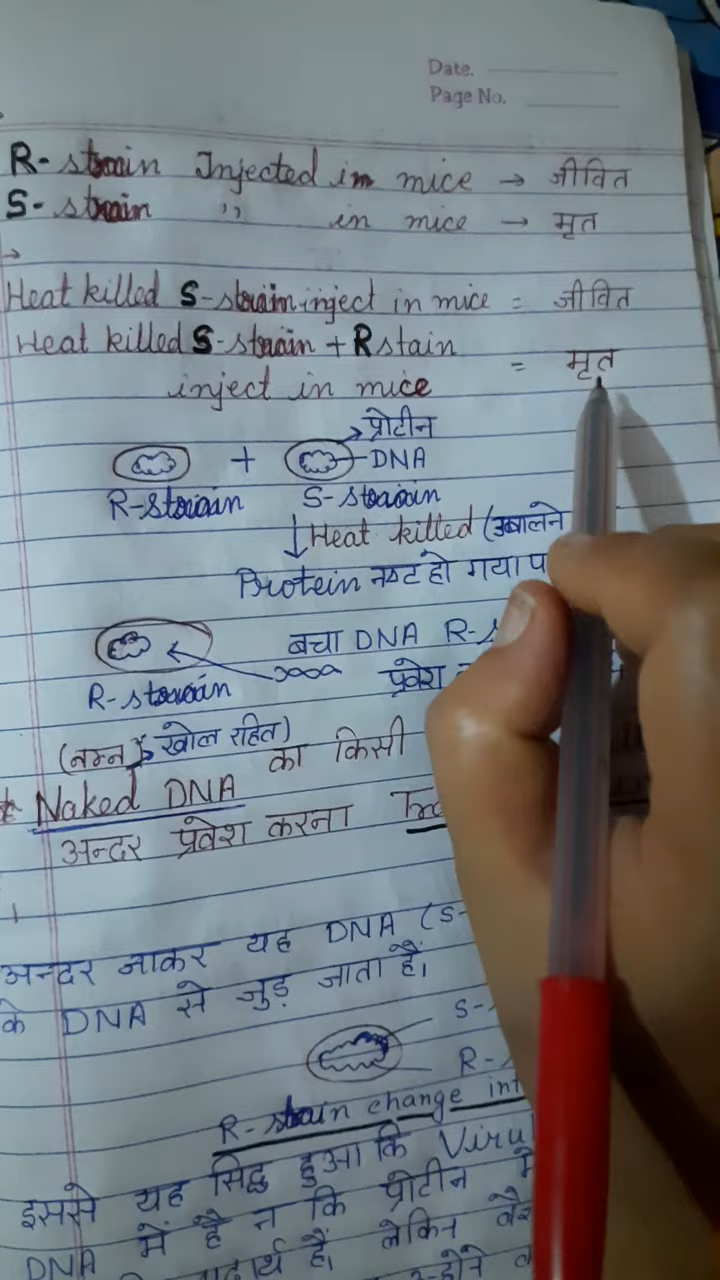 Date.
Page No.
R-strain Injected in mice → जीवित
S-strain " in mice → मृत
→
Heat killed S-strain inject in mice = जीवित
Heat killed S-strain + R stain
inject in mice = मृत
→ प्रोटीन
+ DNA
R-strain S-strain
↓ Heat killed (उबालने
Protein नष्ट हो गया प
बचा DNA R-
R-strain प्रवेश
(नग्न → खोल रहित)
Naked DNA का किसी
अन्दर प्रवेश करना
अन्दर जाकर यह DNA (S-
के DNA से जुड़ जाता है।
S-
R-
R-strain change int
इससे यह सिद्ध हुआ कि Viru
DNA में है न कि प्रोटीन में
लेकिन